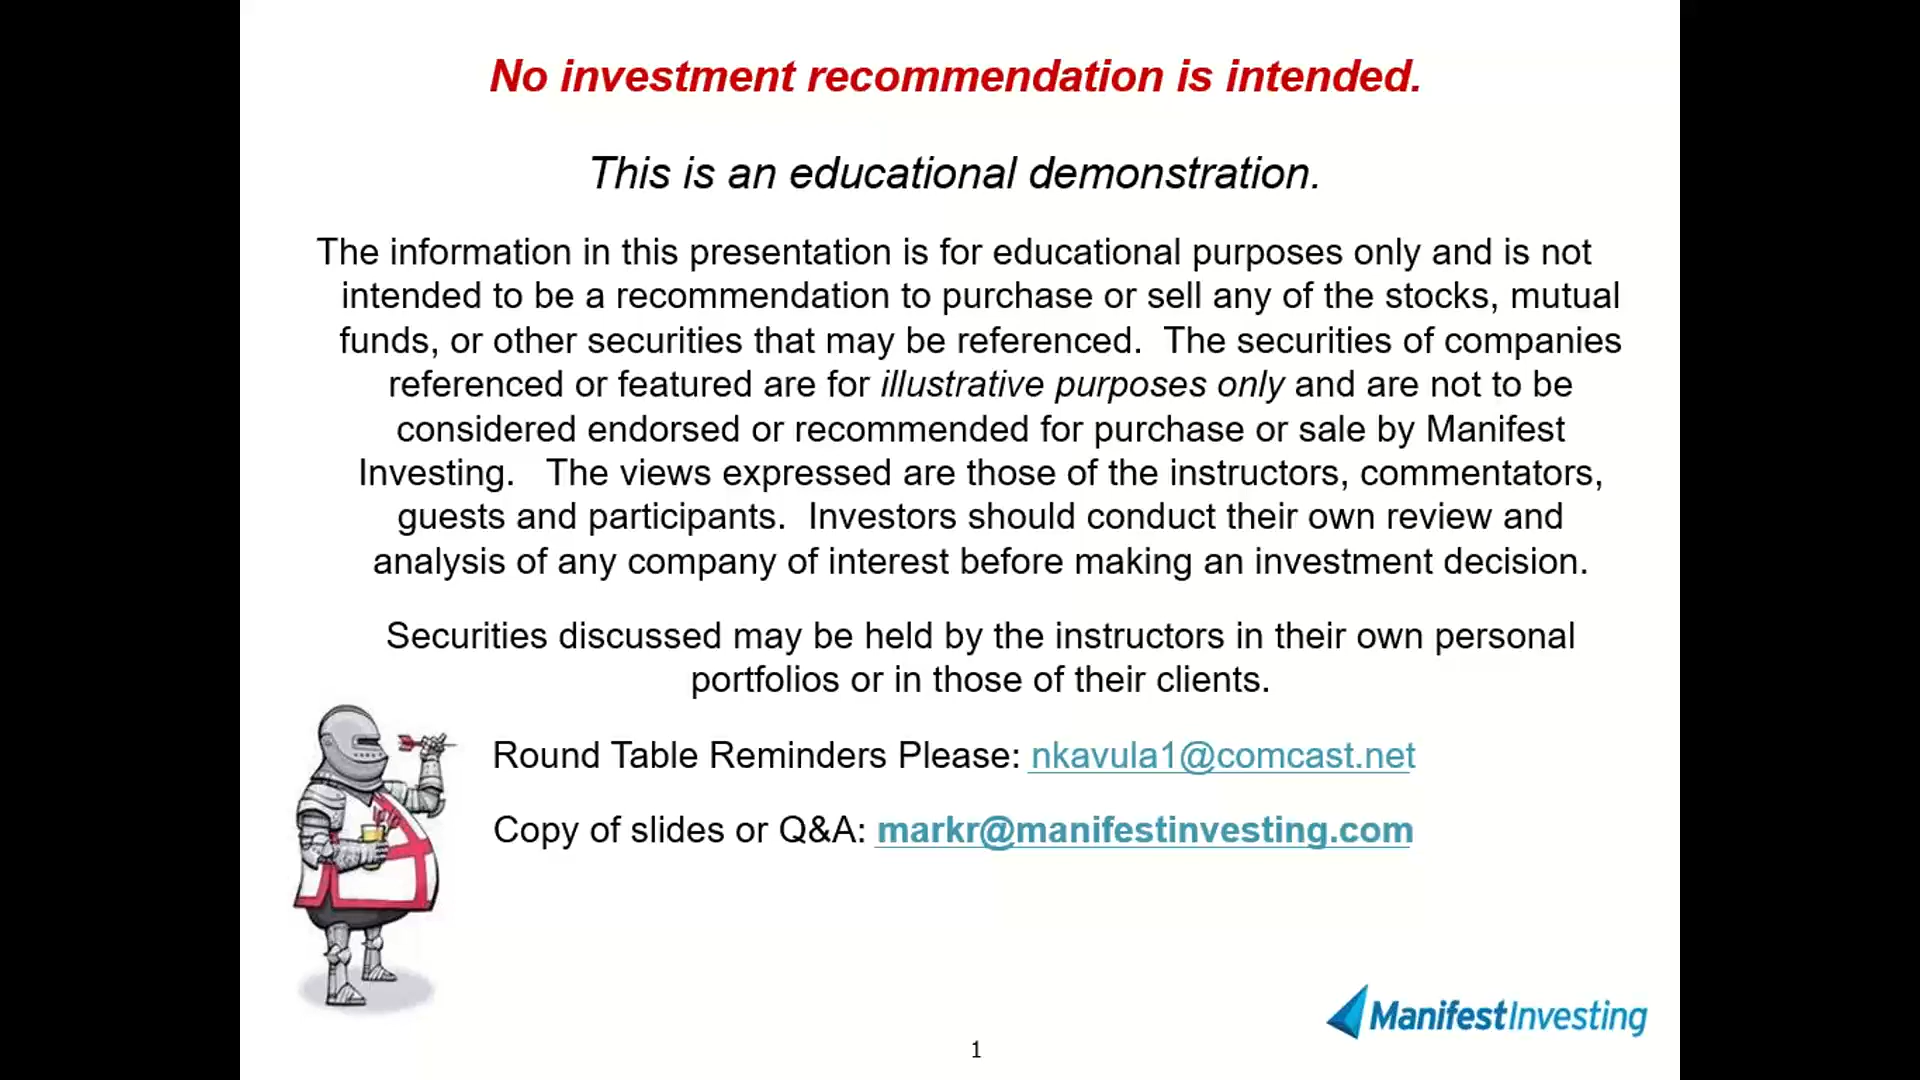 No investment recommendation is intended.
This is an educational demonstration.
The information in this presentation is for educational purposes only and is not
intended to be a recommendation to purchase or sell any of the stocks, mutual
funds, or other securities that may be referenced.  The securities of companies
referenced or featured are for illustrative purposes only and are not to be
considered endorsed or recommended for purchase or sale by Manifest
Investing.   The views expressed are those of the instructors, commentators,
guests and participants.  Investors should conduct their own review and
analysis of any company of interest before making an investment decision.
Securities discussed may be held by the instructors in their own personal
portfolios or in those of their clients.
Round Table Reminders Please: nkavula1@comcast.net
Copy of slides or Q&A: markr@manifestinvesting.com
ManifestInvesting
1